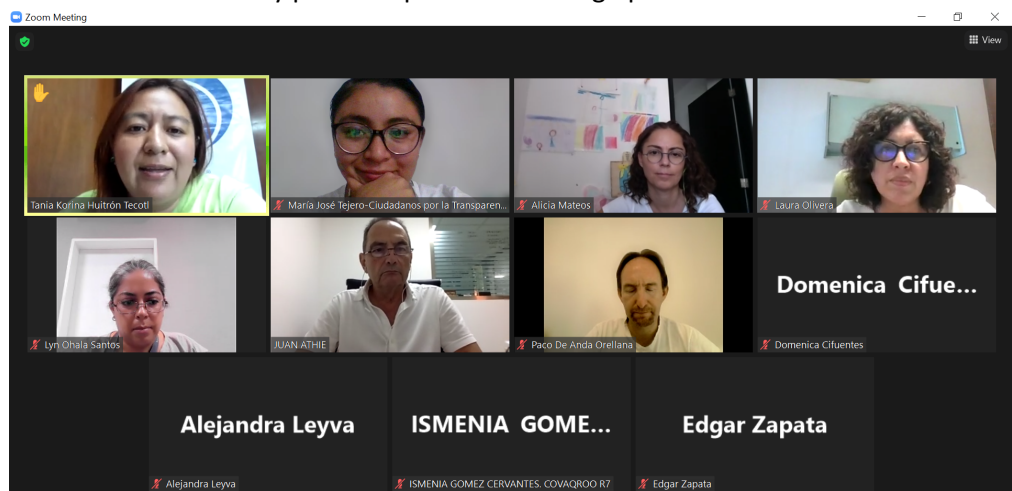 Zoom Meeting
View
Tania Korina Huitrón Tecotl
María José Tejero-Ciudadanos por la Transparen...
Alicia Mateos
Laura Olivera
Lyn Ohala Santos
JUAN ATHIE
Paco De Anda Orellana
Domenica Cifue...
Domenica Cifuentes
Alejandra Leyva
ISMENIA GOME...
Edgar Zapata
Alejandra Leyva
ISMENIA GOMEZ CERVANTES. COVAQROO R7
Edgar Zapata